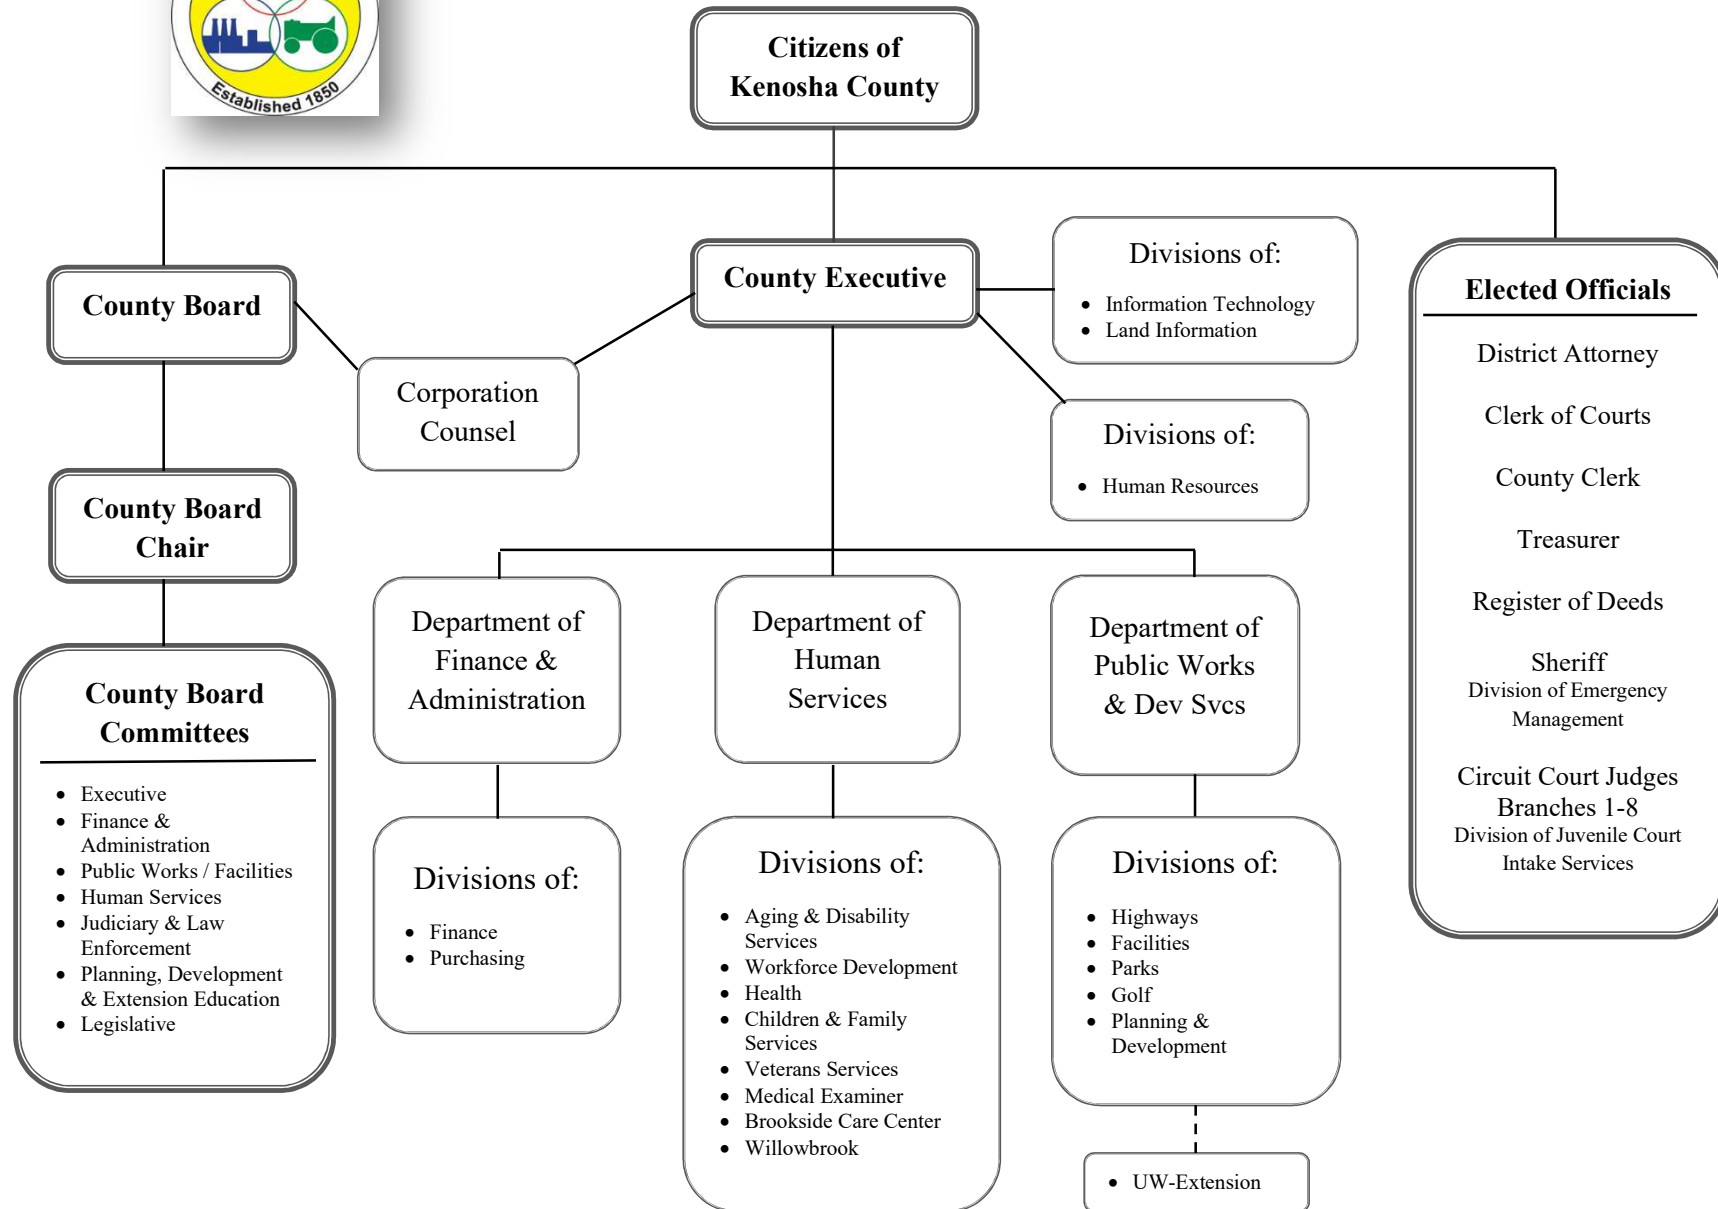 Established 1850
Citizens of
Kenosha County
County Board
County Executive
Divisions of:
• Information Technology
• Land Information
Corporation
Counsel
Divisions of:
• Human Resources
County Board
Chair
County Board
Committees
• Executive
• Finance &
Administration
• Public Works / Facilities
• Human Services
• Judiciary & Law
Enforcement
• Planning, Development
& Extension Education
• Legislative
Department of
Finance &
Administration
Divisions of:
• Finance
• Purchasing
Department of
Human
Services
Divisions of:
• Aging & Disability
Services
• Workforce Development
• Health
• Children & Family
Services
• Veterans Services
• Medical Examiner
• Brookside Care Center
• Willowbrook
Department of
Public Works
& Dev Svcs
Divisions of:
• Highways
• Facilities
• Parks
• Golf
• Planning &
Development
• UW-Extension
Elected Officials
District Attorney
Clerk of Courts
County Clerk
Treasurer
Register of Deeds
Sheriff
Division of Emergency
Management
Circuit Court Judges
Branches 1-8
Division of Juvenile Court
Intake Services